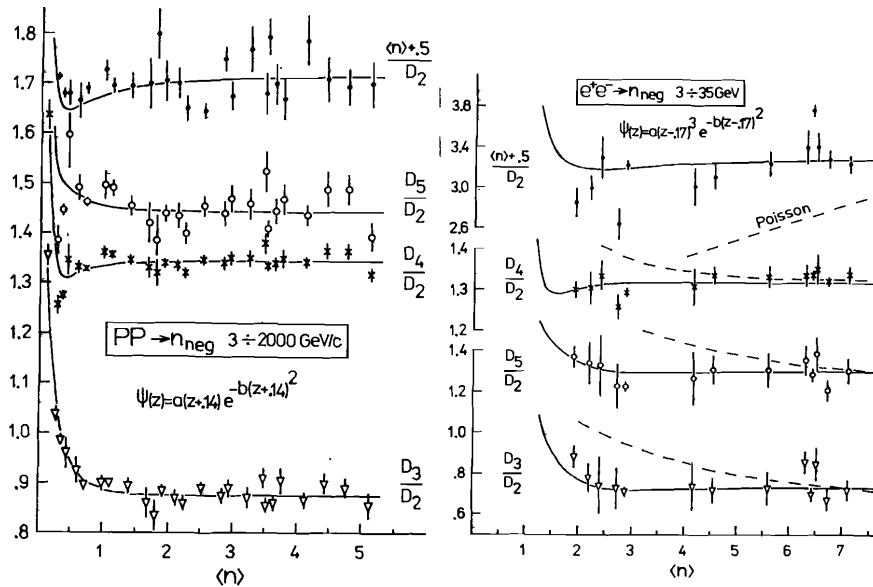 1.8
1.7
1.6
1.5
1.4
1.3
1.2
1.1
1.0
.9
.8
⟨n⟩+.5
D₂
D₅
D₂
D₄
D₂
PP → n_neg 3 ÷ 2000 GeV/c
ψ(z)=a(z+.14) e^{-b(z+.14)²}
D₃
D₂
1 2 3 4 5
⟨n⟩
e⁺e⁻→ n_neg 3 ÷ 35 GeV
ψ(z)=a(z-.17)³ e^{-b(z-.17)²}
3.8
3.4
3.0
2.6
⟨n⟩+.5
D₂
Poisson
1.4
1.3
1.2
D₄
D₂
1.4
1.2
D₅
D₂
1.0
.8
.6
D₃
D₂
1 2 3 4 5 6 7
⟨n⟩